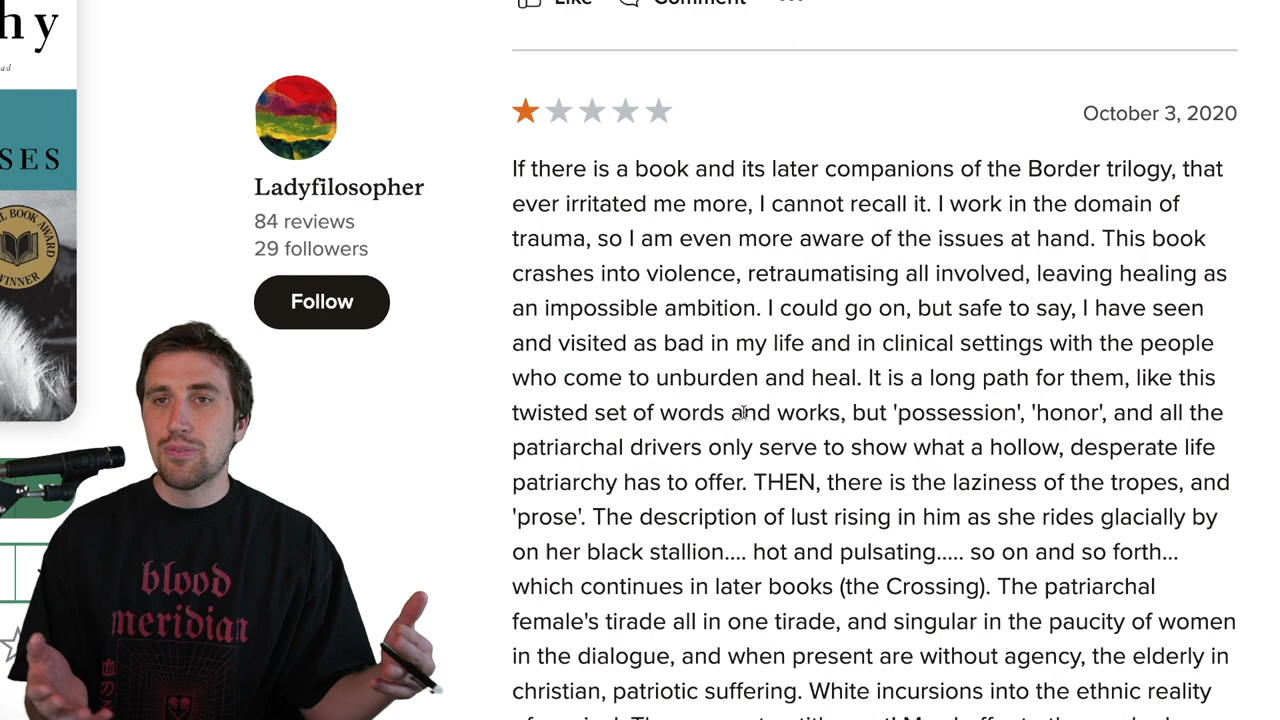 hy
ad
SES
L BOOK AWARD
WINNER
Like Comment
Ladyfilosopher
84 reviews
29 followers
Follow
October 3, 2020
If there is a book and its later companions of the Border trilogy, that
ever irritated me more, I cannot recall it. I work in the domain of
trauma, so I am even more aware of the issues at hand. This book
crashes into violence, retraumatising all involved, leaving healing as
an impossible ambition. I could go on, but safe to say, I have seen
and visited as bad in my life and in clinical settings with the people
who come to unburden and heal. It is a long path for them, like this
twisted set of words and works, but 'possession', 'honor', and all the
patriarchal drivers only serve to show what a hollow, desperate life
patriarchy has to offer. THEN, there is the laziness of the tropes, and
'prose'. The description of lust rising in him as she rides glacially by
on her black stallion.... hot and pulsating..... so on and so forth...
which continues in later books (the Crossing). The patriarchal
female's tirade all in one tirade, and singular in the paucity of women
in the dialogue, and when present are without agency, the elderly in
christian, patriotic suffering. White incursions into the ethnic reality
blood
meridian